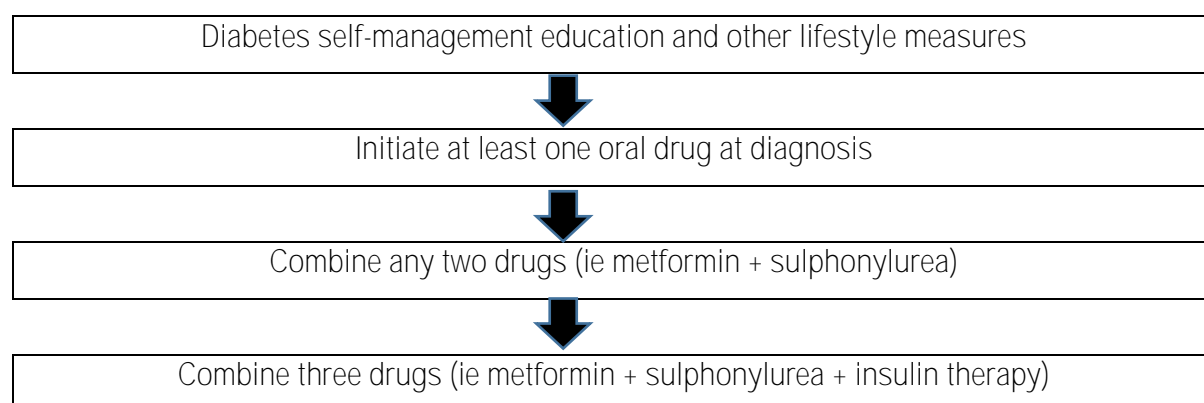 Diabetes self-management education and other lifestyle measures
Initiate at least one oral drug at diagnosis
Combine any two drugs (ie metformin + sulphonylurea)
Combine three drugs (ie metformin + sulphonylurea + insulin therapy)